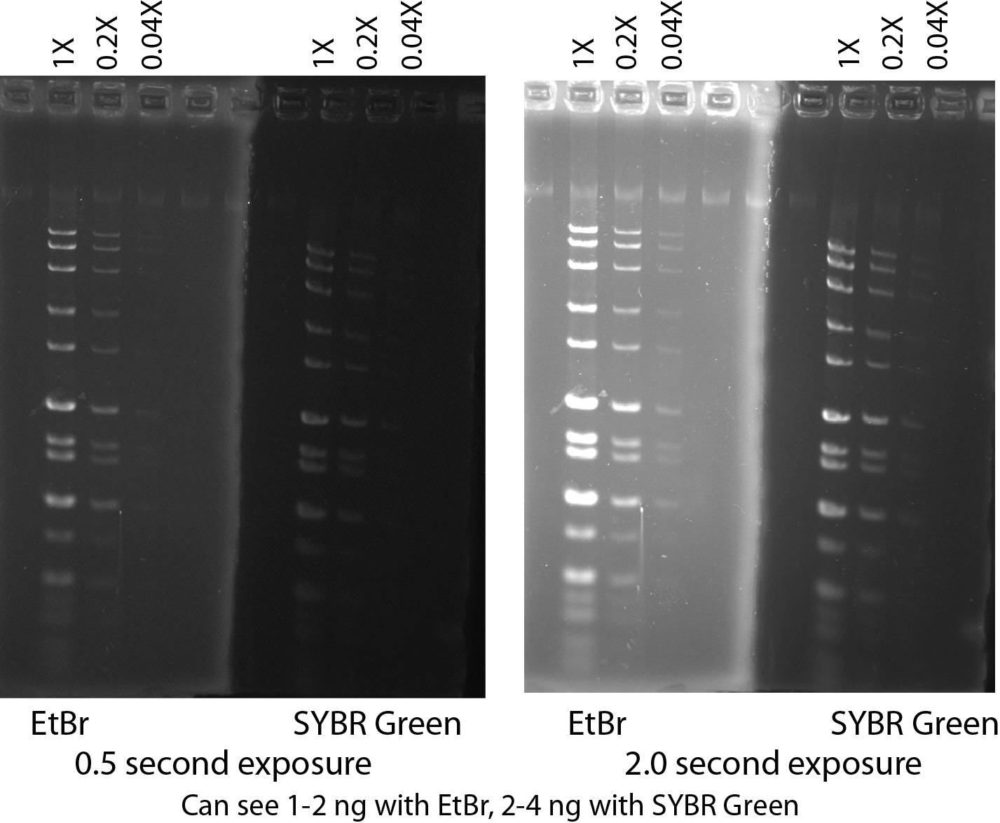 1X 0.2X 0.04X 1X 0.2X 0.04X
1X 0.2X 0.04X 1X 0.2X 0.04X
EtBr SYBR Green
EtBr SYBR Green
0.5 second exposure
2.0 second exposure
Can see 1-2 ng with EtBr, 2-4 ng with SYBR Green